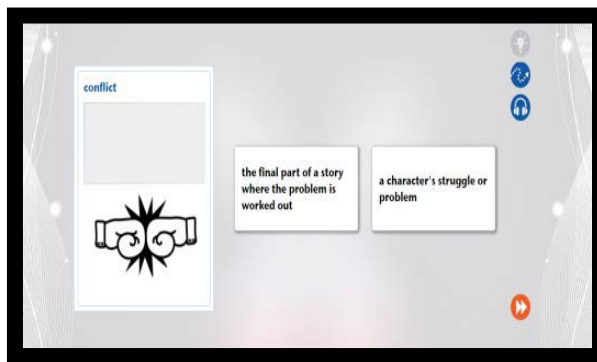 conflict
the final part of a story
where the problem is
worked out
a character's struggle or
problem